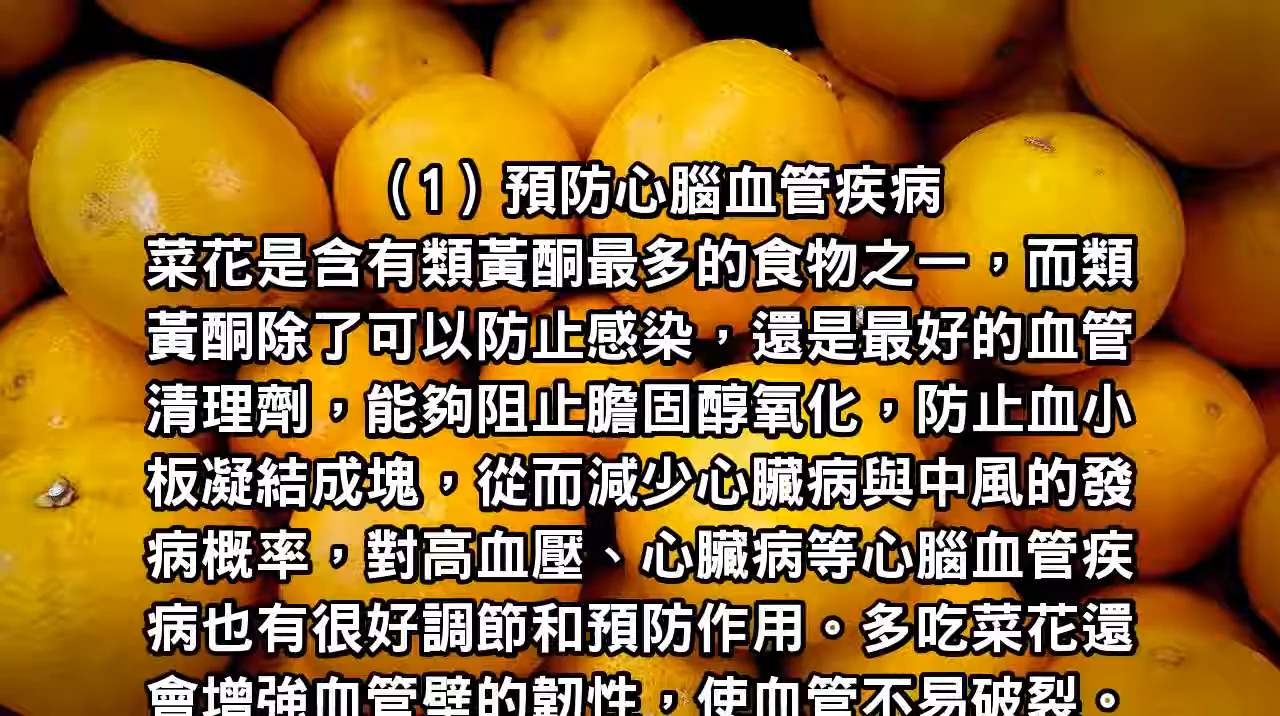 （1）預防心腦血管疾病
菜花是含有類黃酮最多的食物之一，而類
黃酮除了可以防止感染，還是最好的血管
清理劑，能夠阻止膽固醇氧化，防止血小
板凝結成塊，從而減少心臟病與中風的發
病概率，對高血壓、心臟病等心腦血管疾
病也有很好調節和預防作用。多吃菜花還
會增強血管壁的韌性，使血管不易破裂。